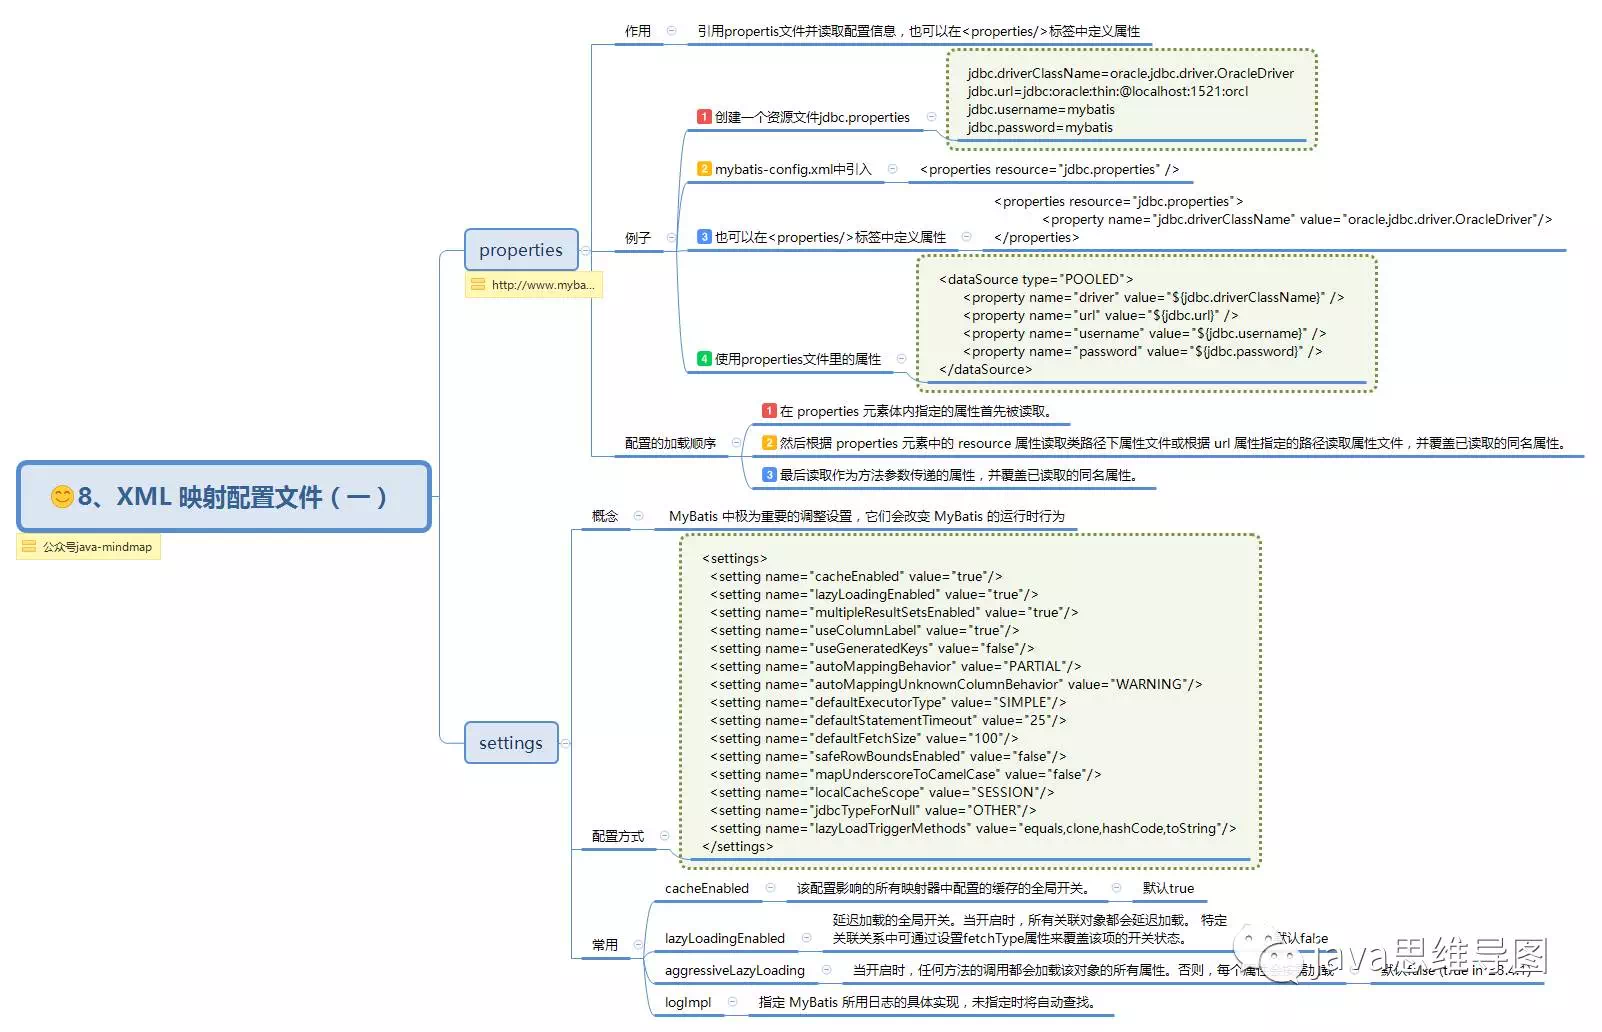 8、XML 映射配置文件（一）
公众号java-mindmap
properties
http://www.myba...
作用
引用propertis文件并读取配置信息，也可以在<properties/>标签中定义属性
例子
1 创建一个资源文件jdbc.properties
jdbc.driverClassName=oracle.jdbc.driver.OracleDriver
jdbc.url=jdbc:oracle:thin:@localhost:1521:orcl
jdbc.username=mybatis
jdbc.password=mybatis
2 mybatis-config.xml中引入
<properties resource="jdbc.properties" />
3 也可以在<properties/>标签中定义属性
<properties resource="jdbc.properties">
<property name="jdbc.driverClassName" value="oracle.jdbc.driver.OracleDriver"/>
</properties>
4 使用properties文件里的属性
<dataSource type="POOLED">
<property name="driver" value="${jdbc.driverClassName}" />
<property name="url" value="${jdbc.url}" />
<property name="username" value="${jdbc.username}" />
<property name="password" value="${jdbc.password}" />
</dataSource>
配置的加载顺序
1 在 properties 元素体内指定的属性首先被读取。
2 然后根据 properties 元素中的 resource 属性读取类路径下属性文件或根据 url 属性指定的路径读取属性文件，并覆盖已读取的同名属性。
3 最后读取作为方法参数传递的属性，并覆盖已读取的同名属性。
settings
概念
MyBatis 中极为重要的调整设置，它们会改变 MyBatis 的运行时行为
配置方式
<settings>
<setting name="cacheEnabled" value="true"/>
<setting name="lazyLoadingEnabled" value="true"/>
<setting name="multipleResultSetsEnabled" value="true"/>
<setting name="useColumnLabel" value="true"/>
<setting name="useGeneratedKeys" value="false"/>
<setting name="autoMappingBehavior" value="PARTIAL"/>
<setting name="autoMappingUnknownColumnBehavior" value="WARNING"/>
<setting name="defaultExecutorType" value="SIMPLE"/>
<setting name="defaultStatementTimeout" value="25"/>
<setting name="defaultFetchSize" value="100"/>
<setting name="safeRowBoundsEnabled" value="false"/>
<setting name="mapUnderscoreToCamelCase" value="false"/>
<setting name="localCacheScope" value="SESSION"/>
<setting name="jdbcTypeForNull" value="OTHER"/>
<setting name="lazyLoadTriggerMethods" value="equals,clone,hashCode,toString"/>
</settings>
常用
cacheEnabled
该配置影响的所有映射器中配置的缓存的全局开关。
默认true
lazyLoadingEnabled
延迟加载的全局开关。当开启时，所有关联对象都会延迟加载。 特定
关联关系中可通过设置fetchType属性来覆盖该项的开关状态。
默认false
aggressiveLazyLoading
当开启时，任何方法的调用都会加载该对象的所有属性。否则，每个
logImpl
指定 MyBatis 所用日志的具体实现，未指定时将自动查找。
java思维导图